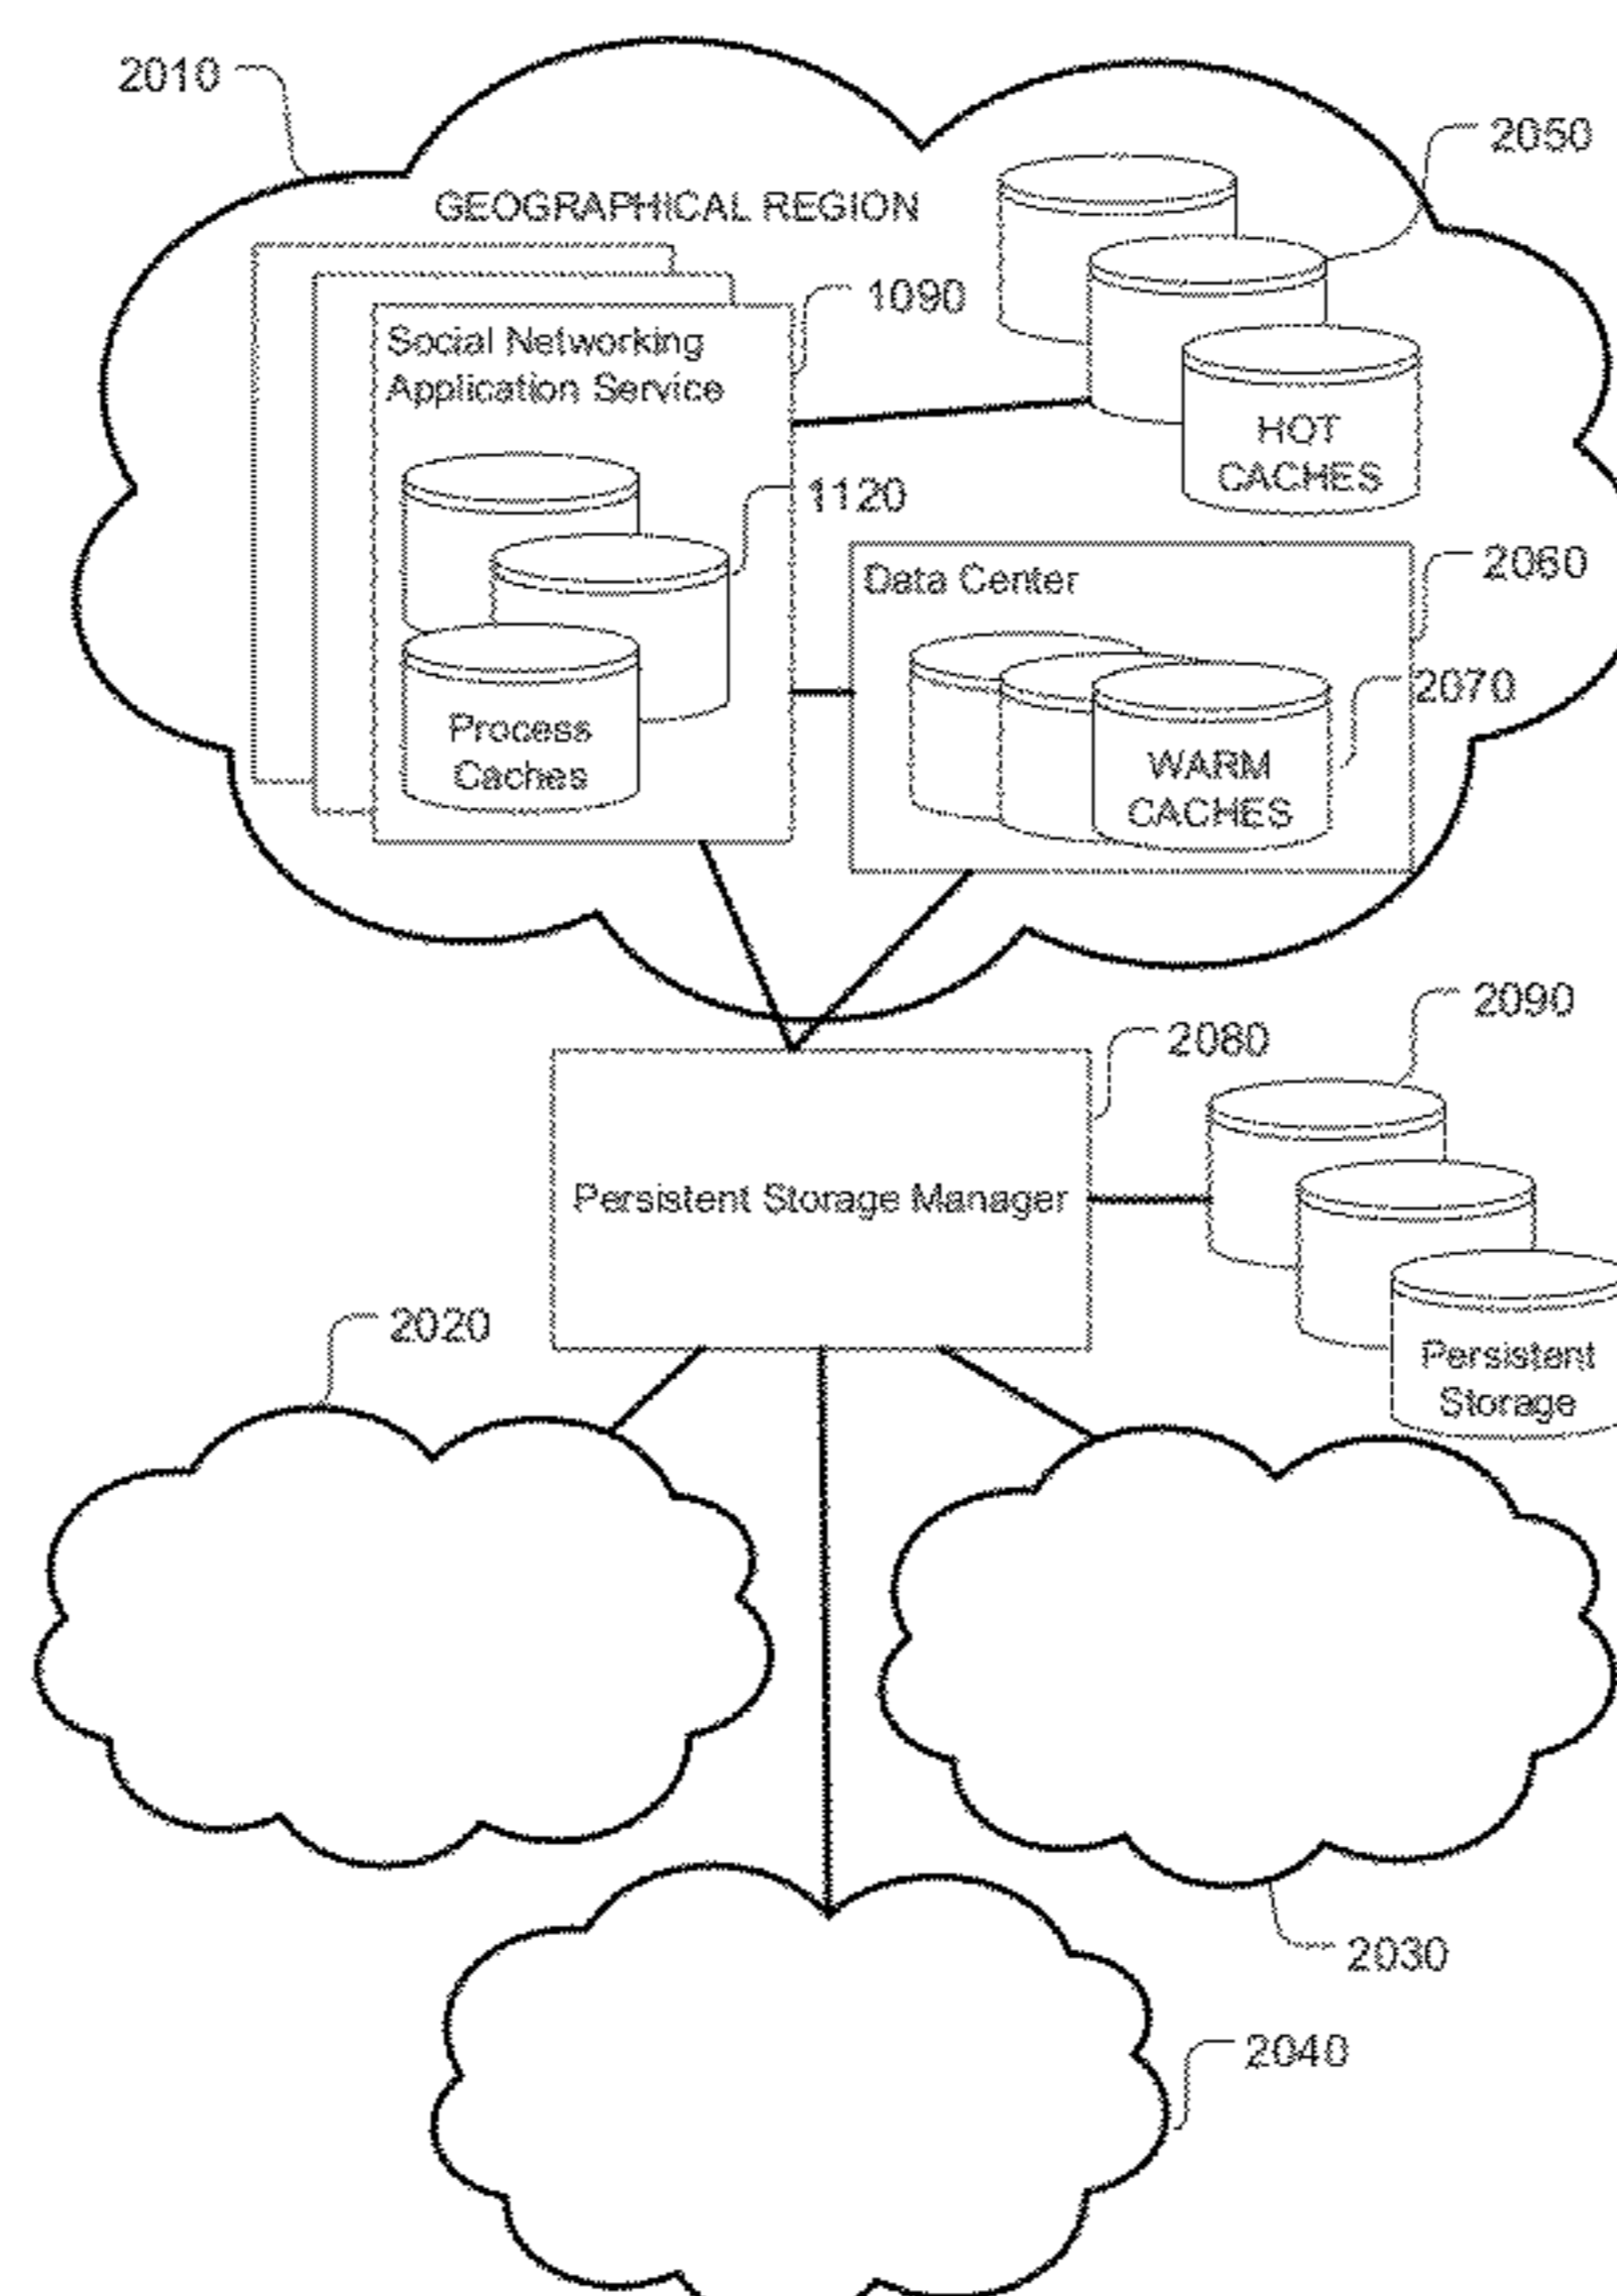 2010
2050
GEOGRAPHICAL REGION
1090
Social Networking
Application Service
HOT
CACHES
1120
2060
Data Center
2070
Process
Caches
WARM
CACHES
2090
2080
Persistent Storage Manager
2020
Persistent
Storage
2030
2040